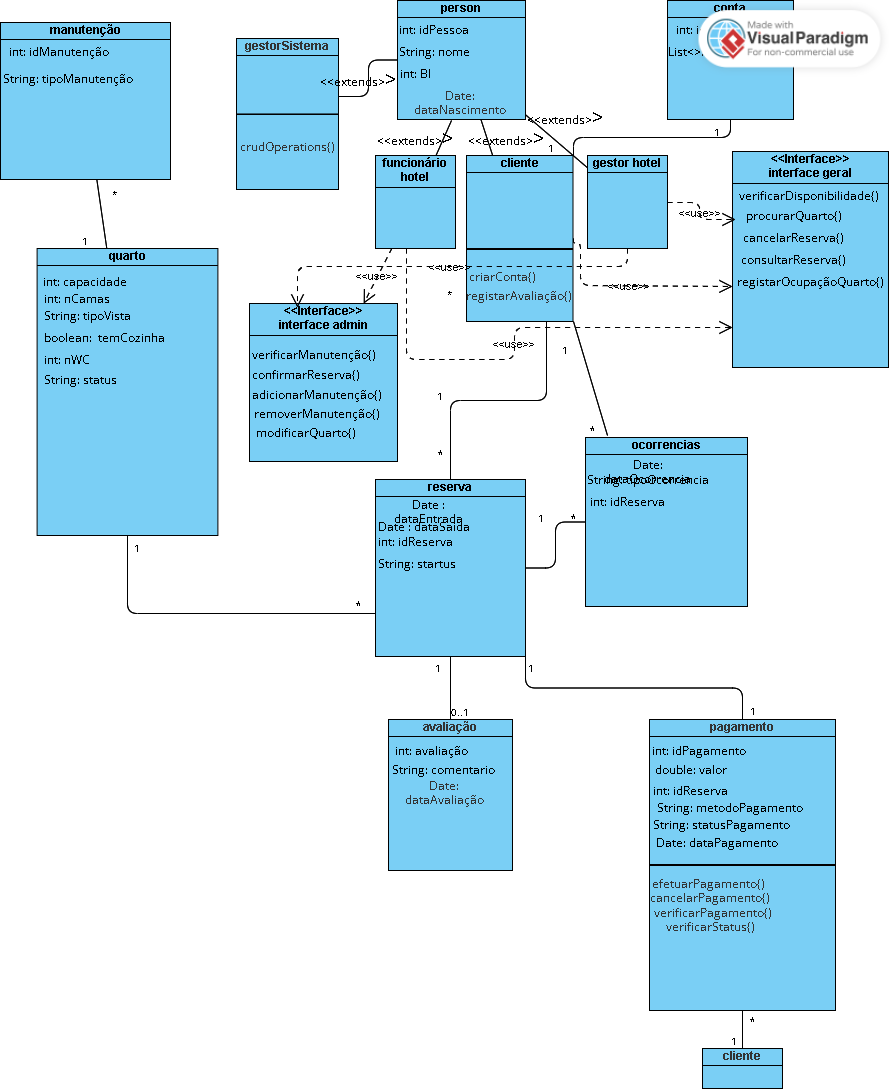 person
int: idPessoa
String: nome
int: BI
Date:
dataNascimento
conta
Made with
VisualParadigm
For non-commercial use
manutenção
int: idManutenção
String: tipoManutenção
gestorSistema
crudOperations()
<<extends>>
<<extends>>
<<extends>>
<<extends>>
1
1
funcionário
hotel
cliente
criarConta()
registarAvaliação()
gestor hotel
<<Interface>>
interface geral
verificarDisponibilidade()
procurarQuarto()
cancelarReserva()
consultarReserva()
registarOcupaçãoQuarto()
<<use>>
<<use>>
<<use>>
<<use>>
<<use>>
*
1
*
quarto
int: capacidade
int: nCamas
String: tipoVista
boolean: temCozinha
int: nWC
String: status
<<Interface>>
interface admin
verificarManutenção()
confirmarReserva()
adicionarManutenção()
removerManutenção()
modificarQuarto()
1
1
*
*
ocorrencias
Date:
dataOcorrencia
String: tipoOcorrencia
int: idReserva
reserva
Date :
dataEntrada
Date : dataSaida
int: idReserva
String: startus
1
*
1
*
1
0..1
1
1
avaliação
int: avaliação
String: comentario
Date:
dataAvaliação
pagamento
int: idPagamento
double: valor
int: idReserva
String: metodoPagamento
String: statusPagamento
Date: dataPagamento
efetuarPagamento()
cancelarPagamento()
verificarPagamento()
verificarStatus()
*
1
cliente